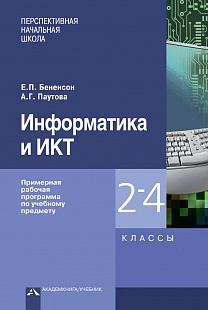 ПЕРСПЕКТИВНАЯ
НАЧАЛЬНАЯ
ШКОЛА
Е.П. Бененсон
А.Г. Паутова
Информатика
и ИКТ
Примерная
рабочая
программа
по учебному
предмету
2-4
КЛАССЫ
АКАДЕМКНИГА/УЧЕБНИК